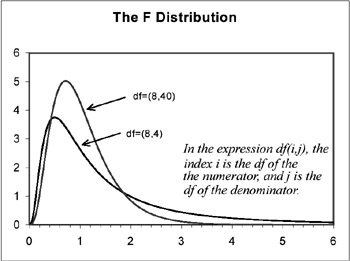 The F Distribution
6
5
4
3
2
1
0
df=(8,40)
df=(8,4)
In the expression df(i,j), the
index i is the df of the
the numerator, and j is the
df of the denominator.
0 1 2 3 4 5 6